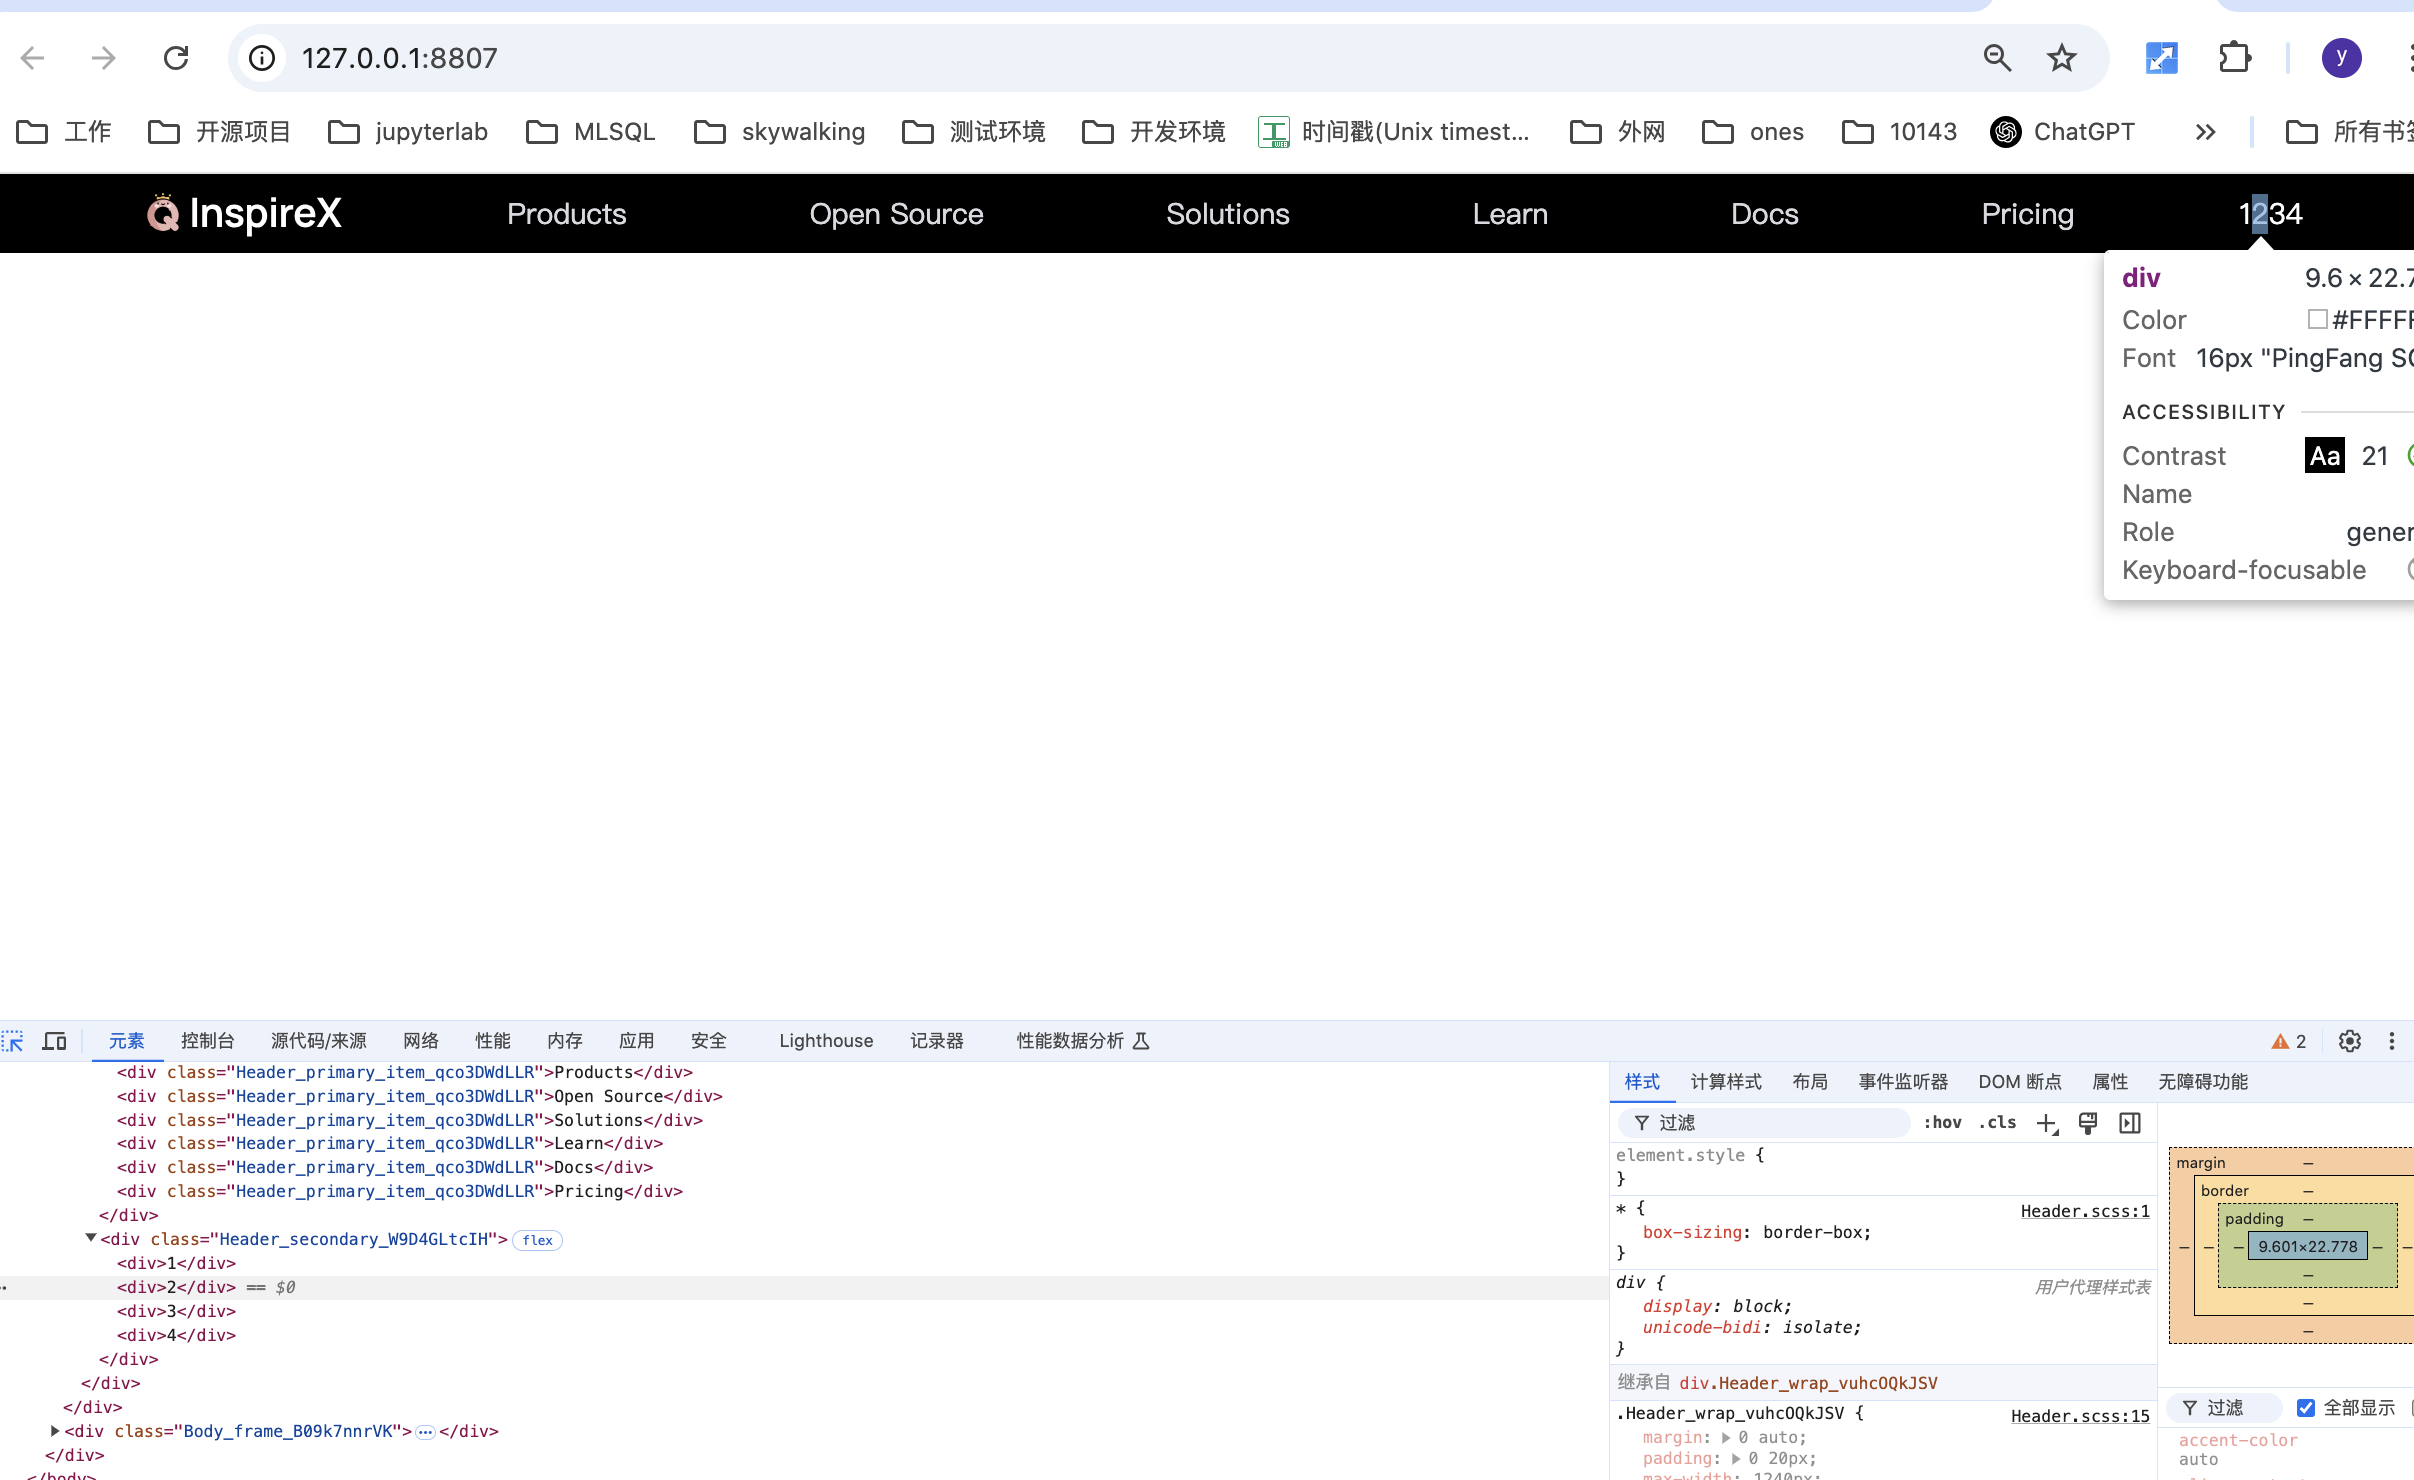 127.0.0.1:8807
y
工作 开源项目 jupyterlab MLSQL skywalking 测试环境 开发环境 时间戳(Unix timest... 外网 ones 10143 ChatGPT » 所有书签
InspireX Products Open Source Solutions Learn Docs Pricing 1234
div 9.6 × 22.7
Color #FFFFF
Font 16px "PingFang SC
ACCESSIBILITY
Contrast Aa 21
Name
Role gener
Keyboard-focusable
元素 控制台 源代码/来源 网络 性能 内存 应用 安全 Lighthouse 记录器 性能数据分析 2
<div class="Header_primary_item_qco3DWdLLR">Products</div>
<div class="Header_primary_item_qco3DWdLLR">Open Source</div>
<div class="Header_primary_item_qco3DWdLLR">Solutions</div>
<div class="Header_primary_item_qco3DWdLLR">Learn</div>
<div class="Header_primary_item_qco3DWdLLR">Docs</div>
<div class="Header_primary_item_qco3DWdLLR">Pricing</div>
</div>
<div class="Header_secondary_W9D4GLtcIH"> flex
<div>1</div>
<div>2</div> == $0
<div>3</div>
<div>4</div>
</div>
</div>
</div>
<div class="Body_frame_B09k7nnrVK">…</div>
</div>
</body>
样式 计算样式 布局 事件监听器 DOM 断点 属性 无障碍功能
过滤 :hov .cls
element.style {
}
* { Header.scss:1
box-sizing: border-box;
}
div { 用户代理样式表
display: block;
unicode-bidi: isolate;
}
继承自 div.Header_wrap_vuhcOQkJSV
.Header_wrap_vuhcOQkJSV { Header.scss:15
margin: 0 auto;
padding: 0 20px;
max-width: 1240px;
margin –
border –
padding –
– – – 9.601×22.778 – –
–
–
–
过滤 全部显示
accent-color
auto